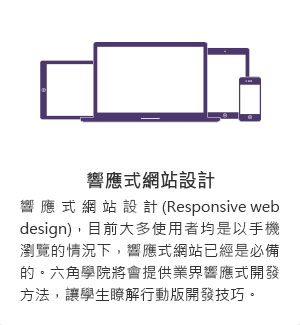 響應式網站設計
響應式網站設計(Responsive web
design)，目前大多使用者均是以手機
瀏覽的情況下，響應式網站已經是必備
的。六角學院將會提供業界響應式開發
方法，讓學生瞭解行動版開發技巧。